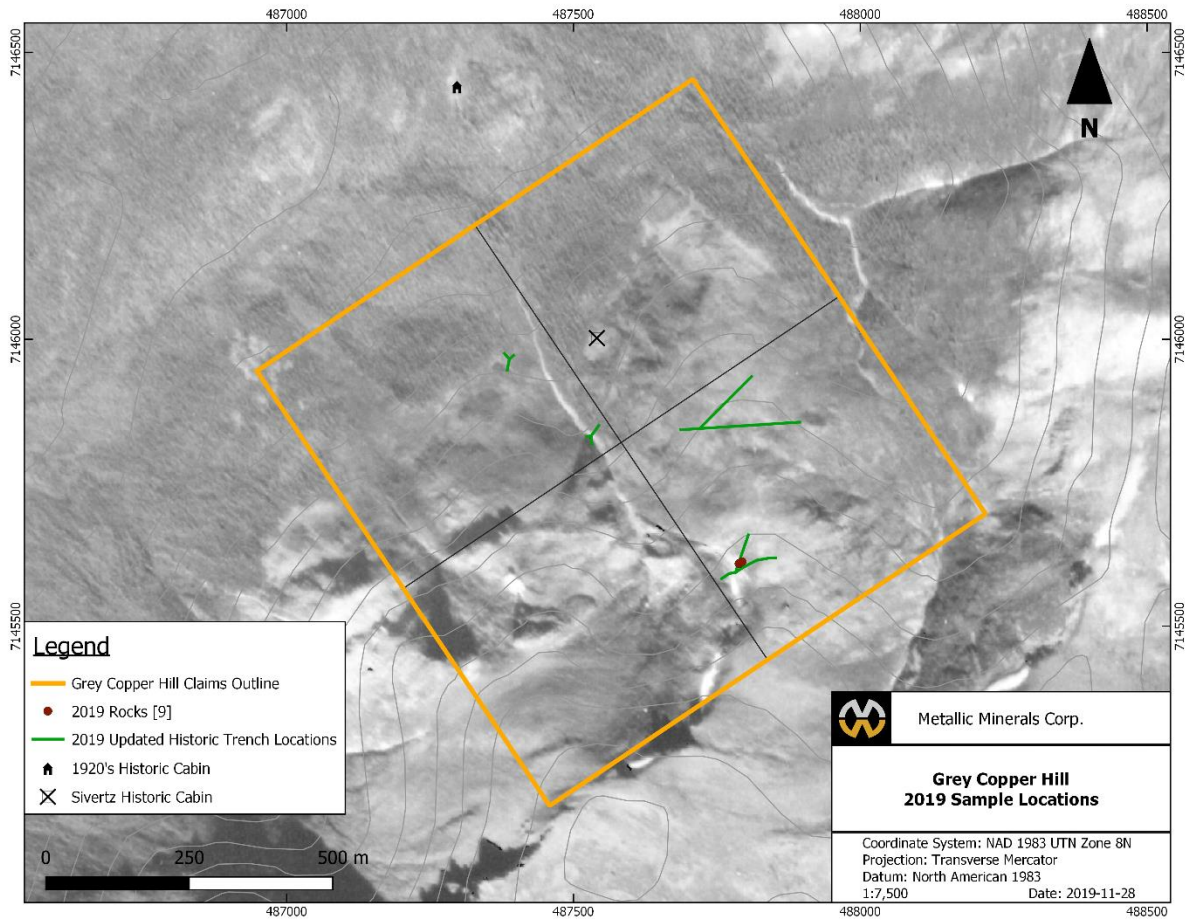 487000 487500 488000 488500
7146500 7146500
N
7146000 7146000
7145500 7145500
Legend
Grey Copper Hill Claims Outline
2019 Rocks [9]
2019 Updated Historic Trench Locations
1920's Historic Cabin
Sivertz Historic Cabin
0 250 500 m
Metallic Minerals Corp.
Grey Copper Hill
2019 Sample Locations
Coordinate System: NAD 1983 UTN Zone 8N
Projection: Transverse Mercator
Datum: North American 1983
1:7,500 Date: 2019-11-28
487000 487500 488000 488500